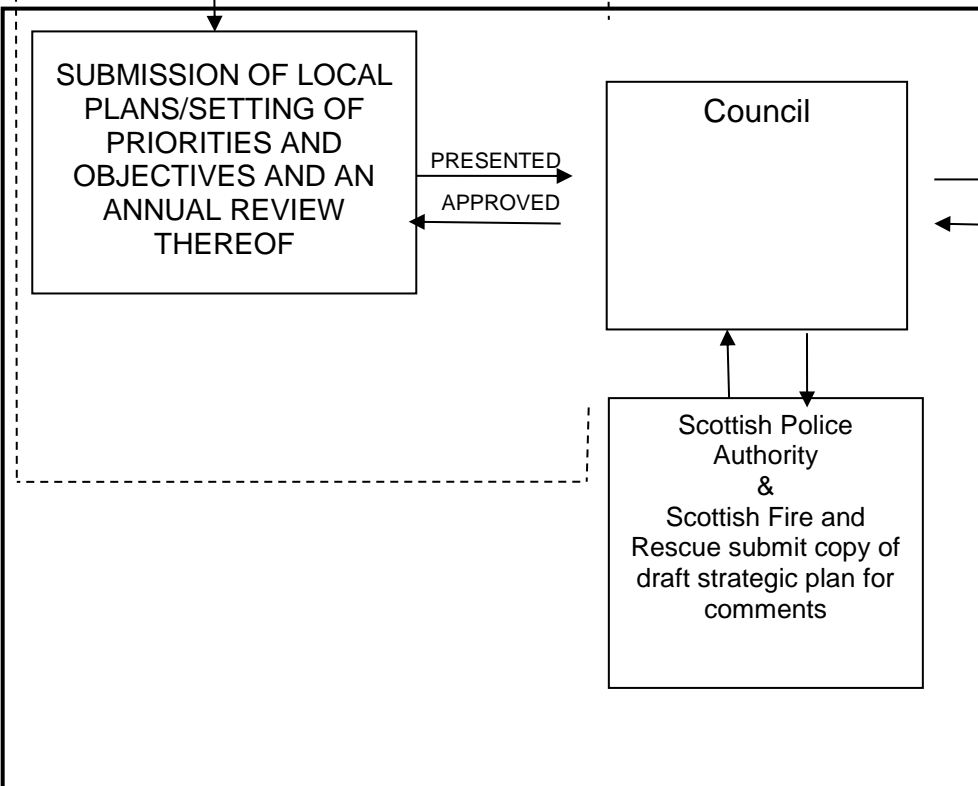 SUBMISSION OF LOCAL
PLANS/SETTING OF
PRIORITIES AND
OBJECTIVES AND AN
ANNUAL REVIEW
THEREOF
PRESENTED
APPROVED
Council
Scottish Police
Authority
&
Scottish Fire and
Rescue submit copy of
draft strategic plan for
comments